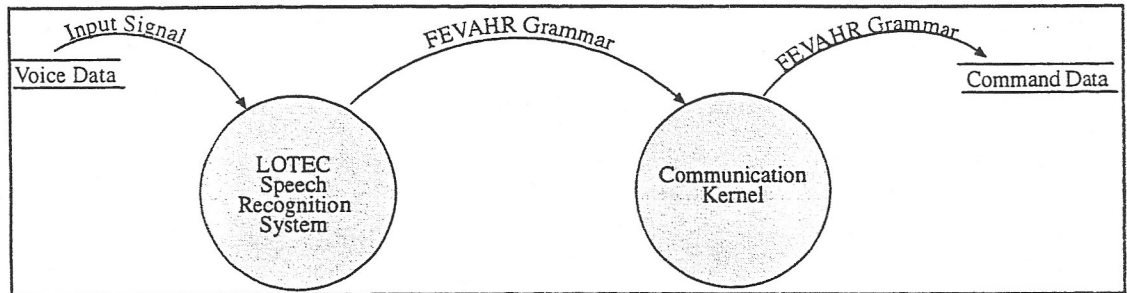 Input Signal
FEVAHR Grammar
FEVAHR Grammar
Voice Data
Command Data
LOTEC
Speech
Recognition
System
Communication
Kernel